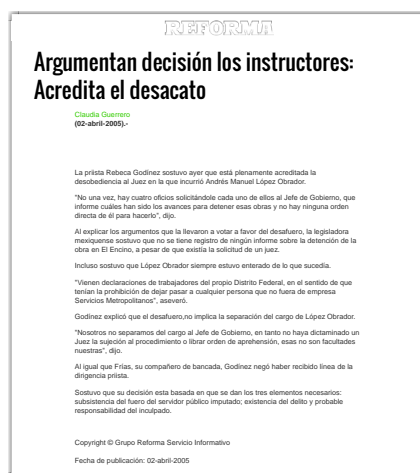 REFORMA
Argumentan decisión los instructores:
Acredita el desacato
Claudia Guerrero
(02-abril-2005).-
La priista Rebeca Godínez sostuvo ayer que está plenamente acreditada la
desobediencia al Juez en la que incurrió Andrés Manuel López Obrador.
"No una vez, hay cuatro oficios solicitándole cada uno de ellos al Jefe de Gobierno, que
informe cuáles han sido los avances para detener esas obras y no hay ninguna orden
directa de él para hacerlo", dijo.
Al explicar los argumentos que la llevaron a votar a favor del desafuero, la legisladora
mexiquense sostuvo que no se tiene registro de ningún informe sobre la detención de la
obra en El Encino, a pesar de que existía la solicitud de un juez.
Incluso sostuvo que López Obrador siempre estuvo enterado de lo que sucedía.
"Vienen declaraciones de trabajadores del propio Distrito Federal, en el sentido de que
tenían la prohibición de dejar pasar a cualquier persona que no fuera de empresa
Servicios Metropolitanos", aseveró.
Godínez explicó que el desafuero,no implica la separación del cargo de López Obrador.
"Nosotros no separamos del cargo al Jefe de Gobierno, en tanto no haya dictaminado un
Juez la sujeción al procedimiento o librar orden de aprehensión, esas no son facultades
nuestras", dijo.
Al igual que Frías, su compañero de bancada, Godínez negó haber recibido línea de la
dirigencia priista.
Sostuvo que su decisión esta basada en que se dan los tres elementos necesarios:
subsistencia del fuero del servidor público imputado; existencia del delito y probable
responsabilidad del inculpado.
Copyright © Grupo Reforma Servicio Informativo
Fecha de publicación: 02-abril-2005